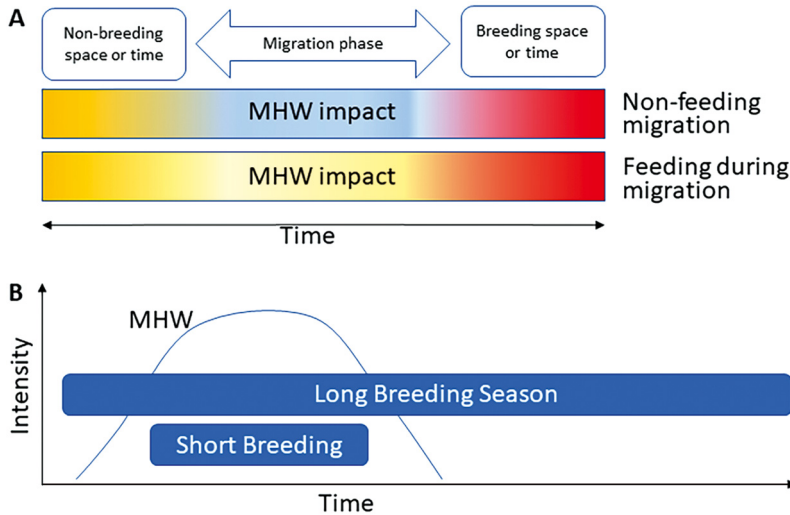 A
Non-breeding
space or time
Migration phase
Breeding space
or time
MHW impact
Non-feeding
migration
MHW impact
Feeding during
migration
Time
B
MHW
Intensity
Long Breeding Season
Short Breeding
Time